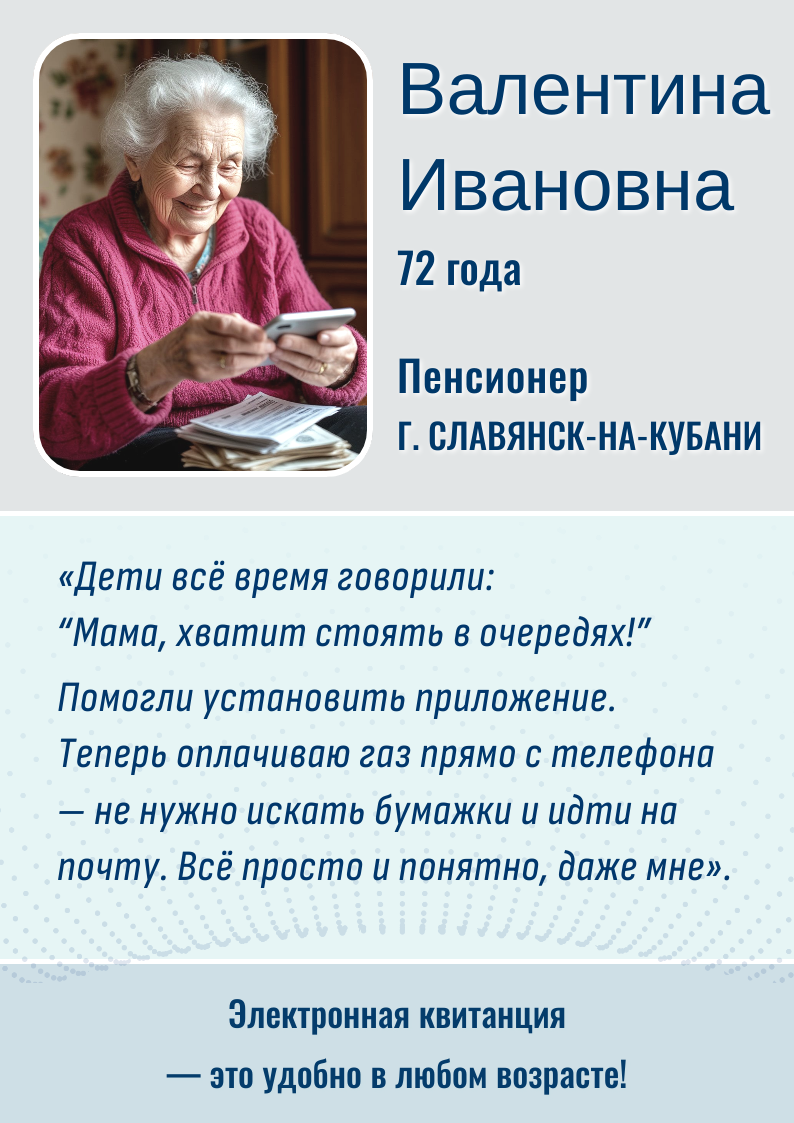 Валентина
Ивановна
72 года
Пенсионер
Г. СЛАВЯНСК-НА-КУБАНИ
«Дети всё время говорили:
“Мама, хватит стоять в очередях!”
Помогли установить приложение.
Теперь оплачиваю газ прямо с телефона
– не нужно искать бумажки и идти на
почту. Всё просто и понятно, даже мне».
Электронная квитанция
— это удобно в любом возрасте!